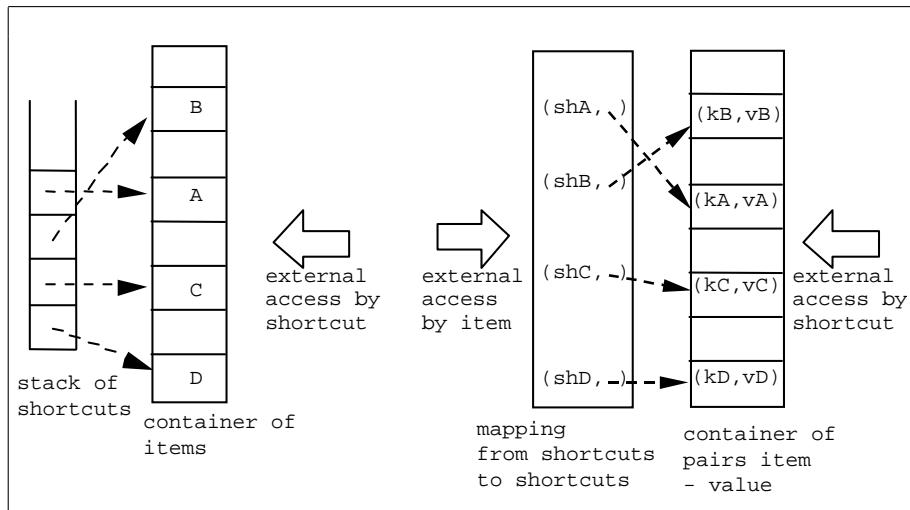 B
A
C
D
stack of
shortcuts
container of
items
external
access by
shortcut
external
access
by item
(shA, )
(shB, )
(shC, )
(shD, )
mapping
from shortcuts
to shortcuts
(kB,vB)
(kA,vA)
(kC,vC)
(kD,vD)
container of
pairs item
- value
external
access by
shortcut